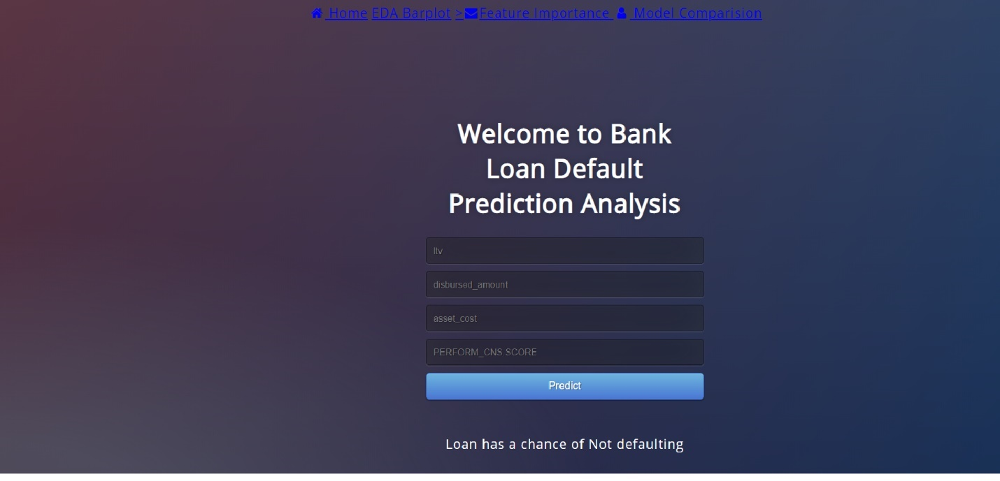 Home EDA Barplot > Feature Importance Model Comparision
Welcome to Bank
Loan Default
Prediction Analysis
ltv
disbursed_amount
asset_cost
PERFORM_CNS.SCORE
Predict
Loan has a chance of Not defaulting